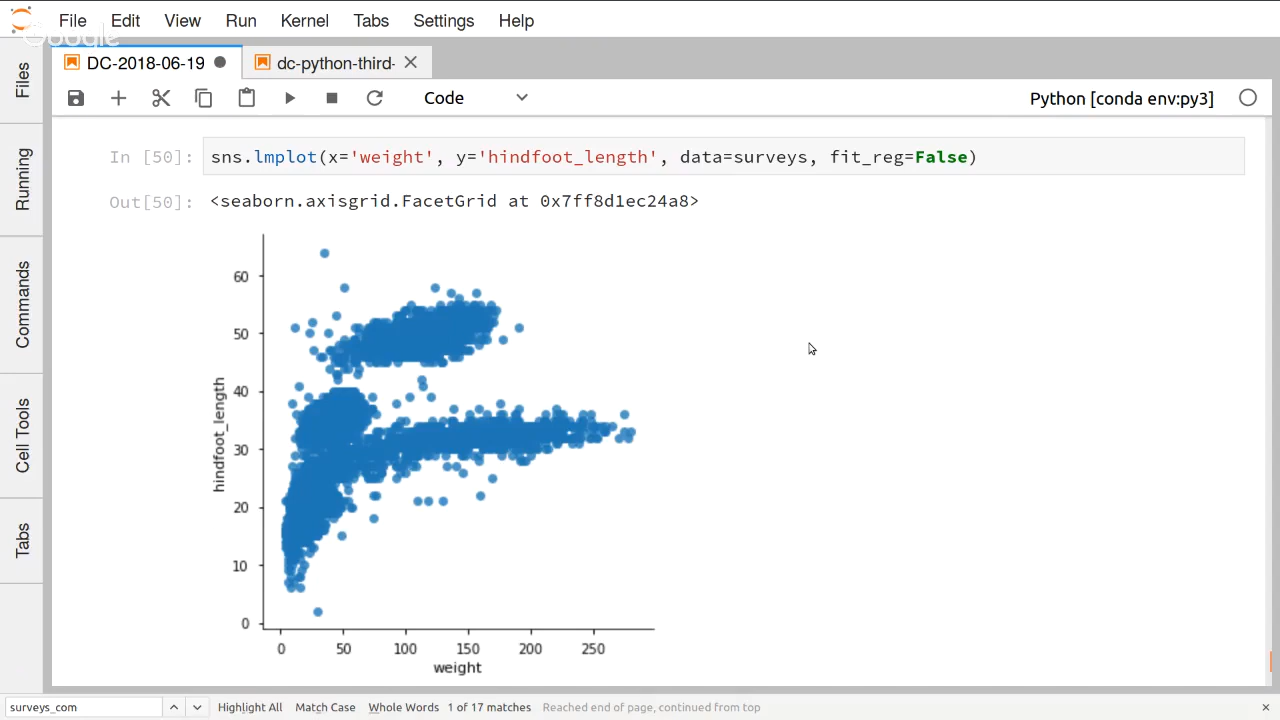 File Edit View Run Kernel Tabs Settings Help
Google
DC-2018-06-19 dc-python-third-
Code Python [conda env:py3]
Files
Running
Commands
Cell Tools
Tabs
In [50]: sns.lmplot(x='weight', y='hindfoot_length', data=surveys, fit_reg=False)
Out[50]: <seaborn.axisgrid.FacetGrid at 0x7ff8d1ec24a8>
60
50
40
30
20
10
0
hindfoot_length
0 50 100 150 200 250
weight
surveys_com Highlight All Match Case Whole Words 1 of 17 matches Reached end of page, continued from top